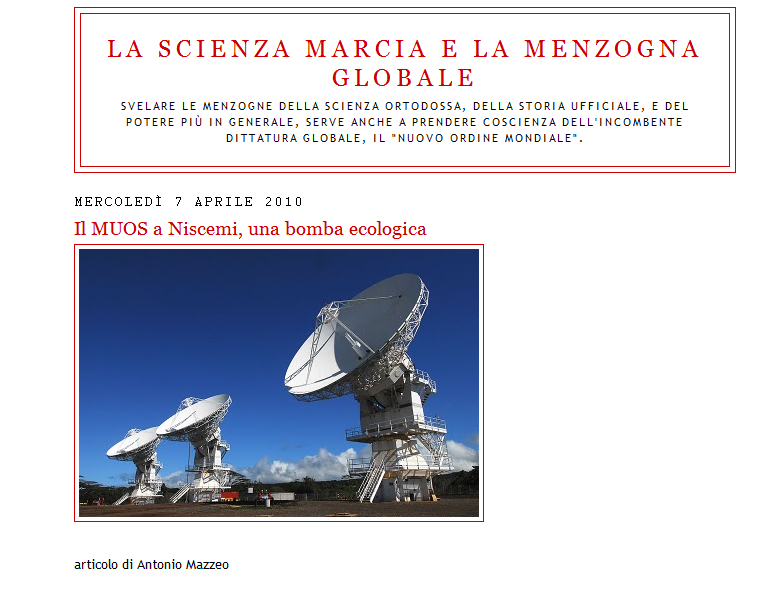 LA SCIENZA MARCIA E LA MENZOGNA
GLOBALE
SVELARE LE MENZOGNE DELLA SCIENZA ORTODOSSA, DELLA STORIA UFFICIALE, E DEL
POTERE PIÙ IN GENERALE, SERVE ANCHE A PRENDERE COSCIENZA DELL'INCOMBENTE
DITTATURA GLOBALE, IL "NUOVO ORDINE MONDIALE".
MERCOLEDÌ 7 APRILE 2010
Il MUOS a Niscemi, una bomba ecologica
articolo di Antonio Mazzeo